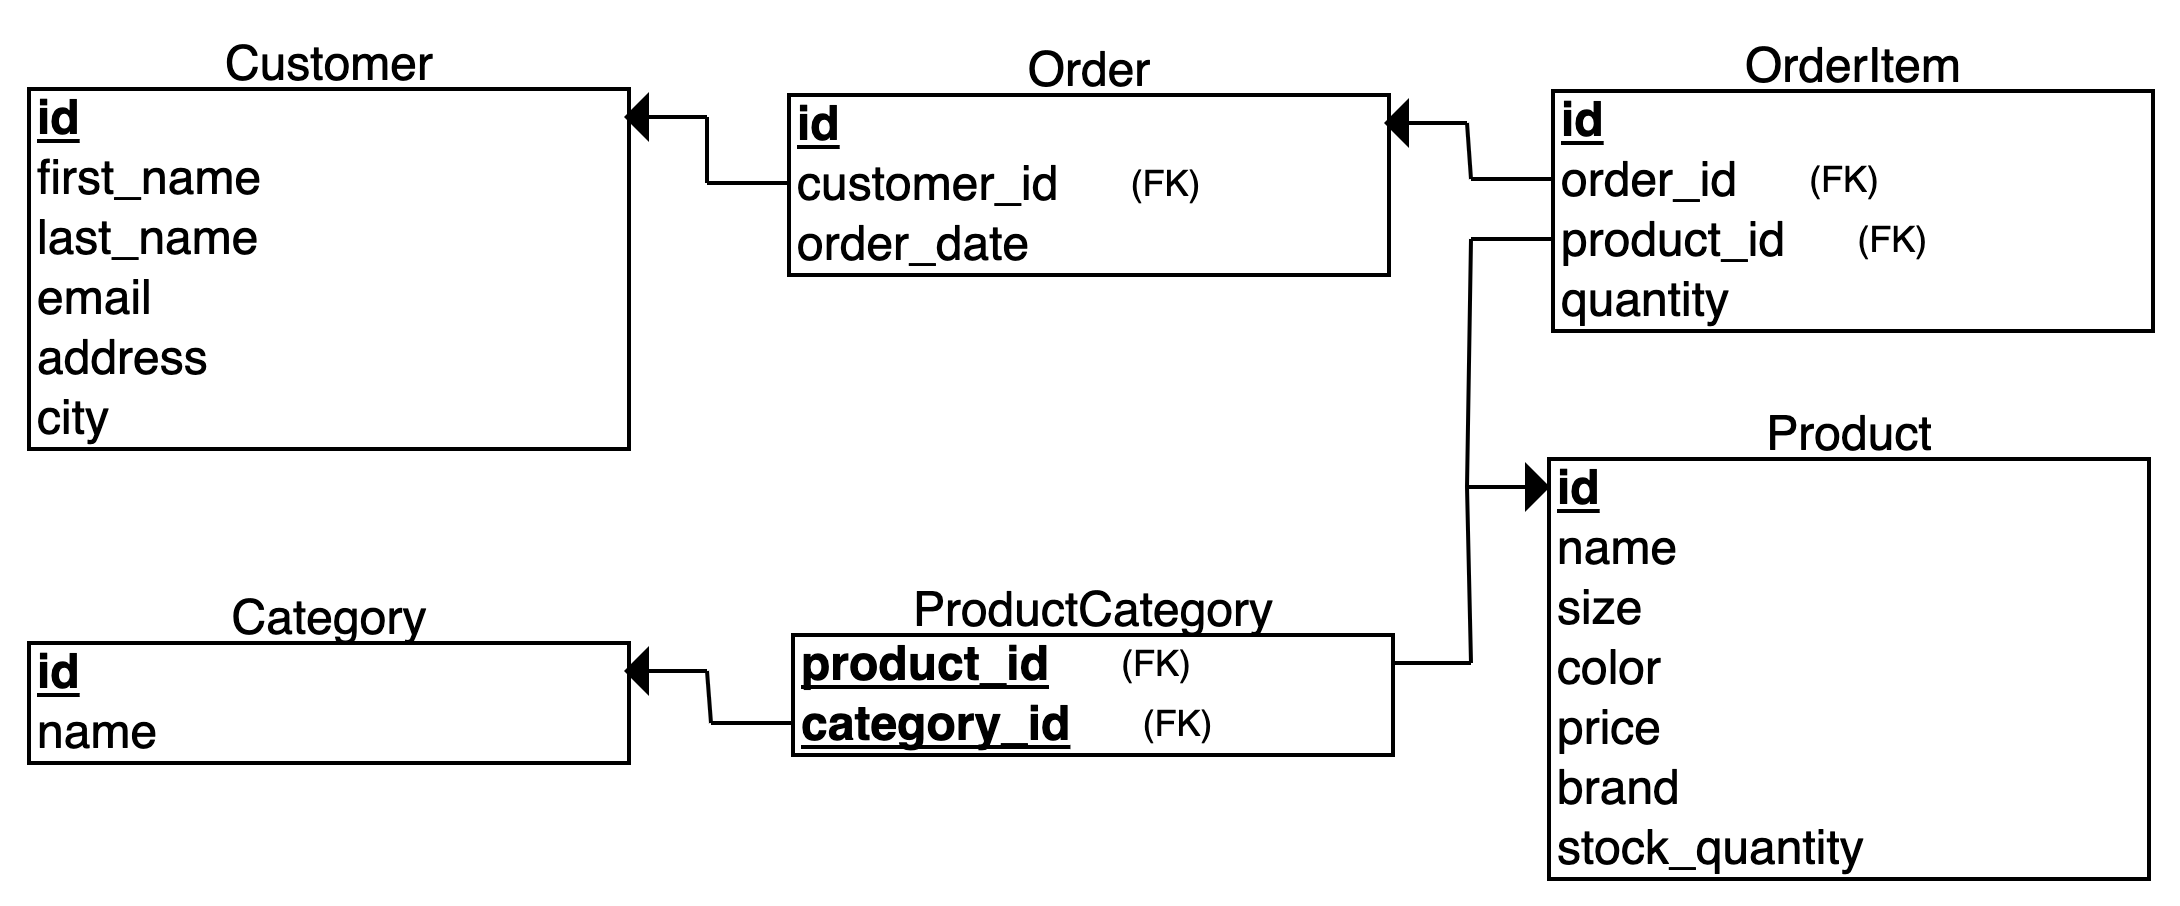 Customer
id
first_name
last_name
email
address
city
Order
id
customer_id (FK)
order_date
OrderItem
id
order_id (FK)
product_id (FK)
quantity
Category
id
name
ProductCategory
product_id (FK)
category_id (FK)
Product
id
name
size
color
price
brand
stock_quantity